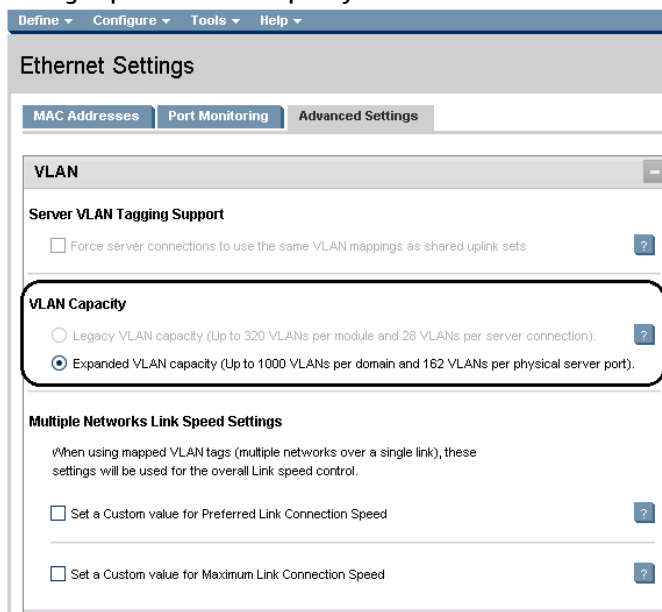 Define Configure Tools Help
Ethernet Settings
MAC Addresses Port Monitoring Advanced Settings
VLAN
Server VLAN Tagging Support
Force server connections to use the same VLAN mappings as shared uplink sets ?
VLAN Capacity
Legacy VLAN capacity (Up to 320 VLANs per module and 28 VLANs per server connection). ?
Expanded VLAN capacity (Up to 1000 VLANs per domain and 162 VLANs per physical server port).
Multiple Networks Link Speed Settings
When using mapped VLAN tags (multiple networks over a single link), these
settings will be used for the overall Link speed control.
Set a Custom value for Preferred Link Connection Speed ?
Set a Custom value for Maximum Link Connection Speed ?